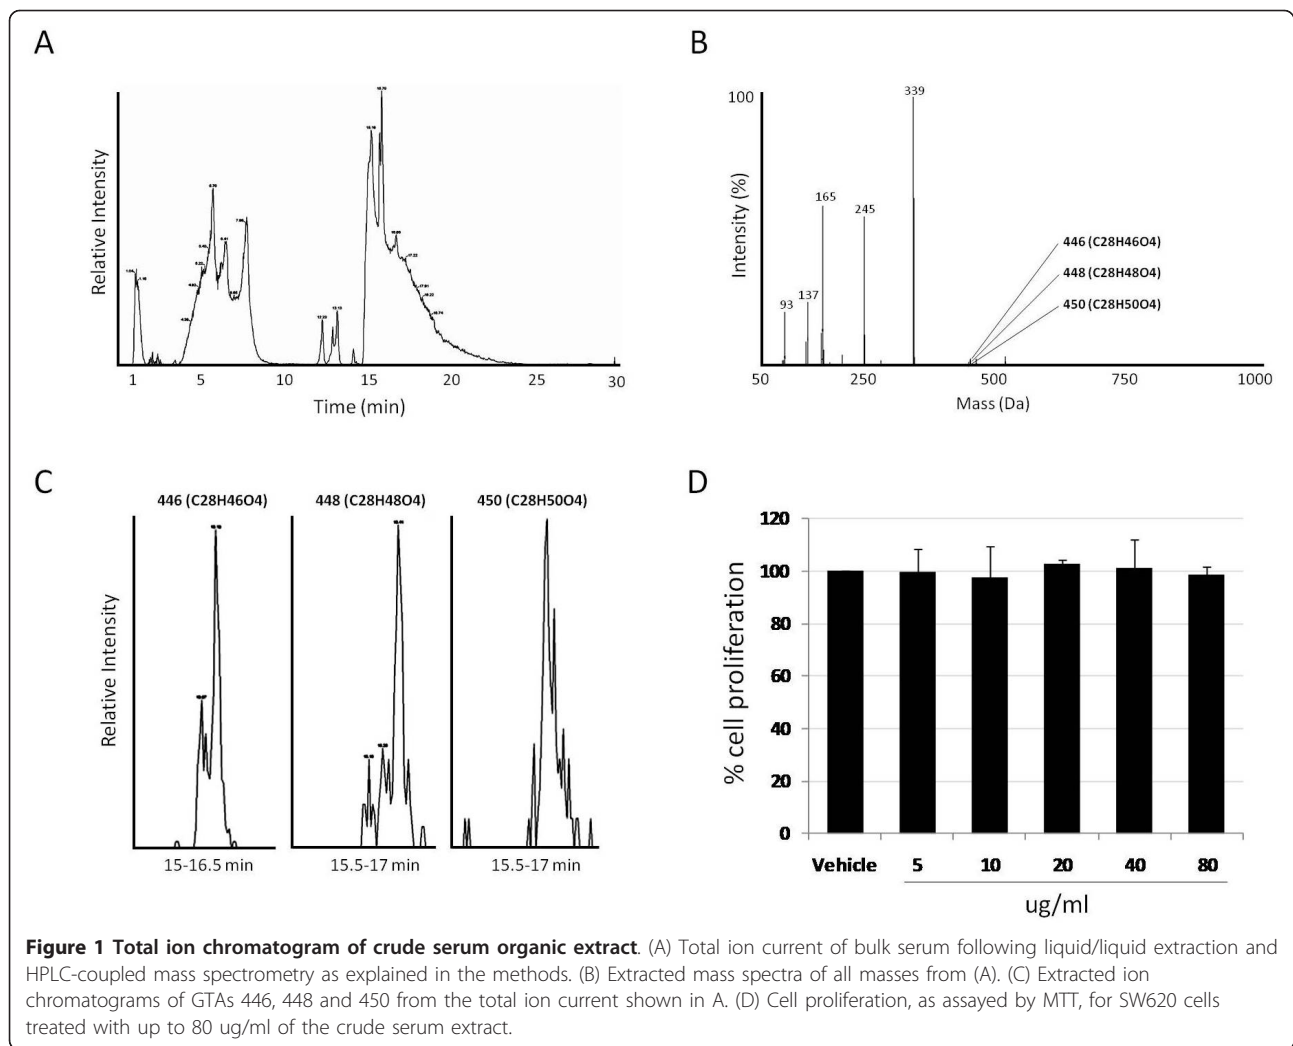 A
Relative Intensity
1 5 10 15 20 25 30
Time (min)
B
Intensity (%)
100
93
137
165
245
339
446 (C28H46O4)
448 (C28H48O4)
450 (C28H50O4)
50 250 500 750 1000
Mass (Da)
C
Relative Intensity
446 (C28H46O4) 448 (C28H48O4) 450 (C28H50O4)
15-16.5 min 15.5-17 min 15.5-17 min
D
% cell proliferation
120
100
80
60
40
20
0
Vehicle 5 10 20 40 80
ug/ml
Figure 1 Total ion chromatogram of crude serum organic extract. (A) Total ion current of bulk serum following liquid/liquid extraction and
HPLC-coupled mass spectrometry as explained in the methods. (B) Extracted mass spectra of all masses from (A). (C) Extracted ion
chromatograms of GTAs 446, 448 and 450 from the total ion current shown in A. (D) Cell proliferation, as assayed by MTT, for SW620 cells
treated with up to 80 ug/ml of the crude serum extract.